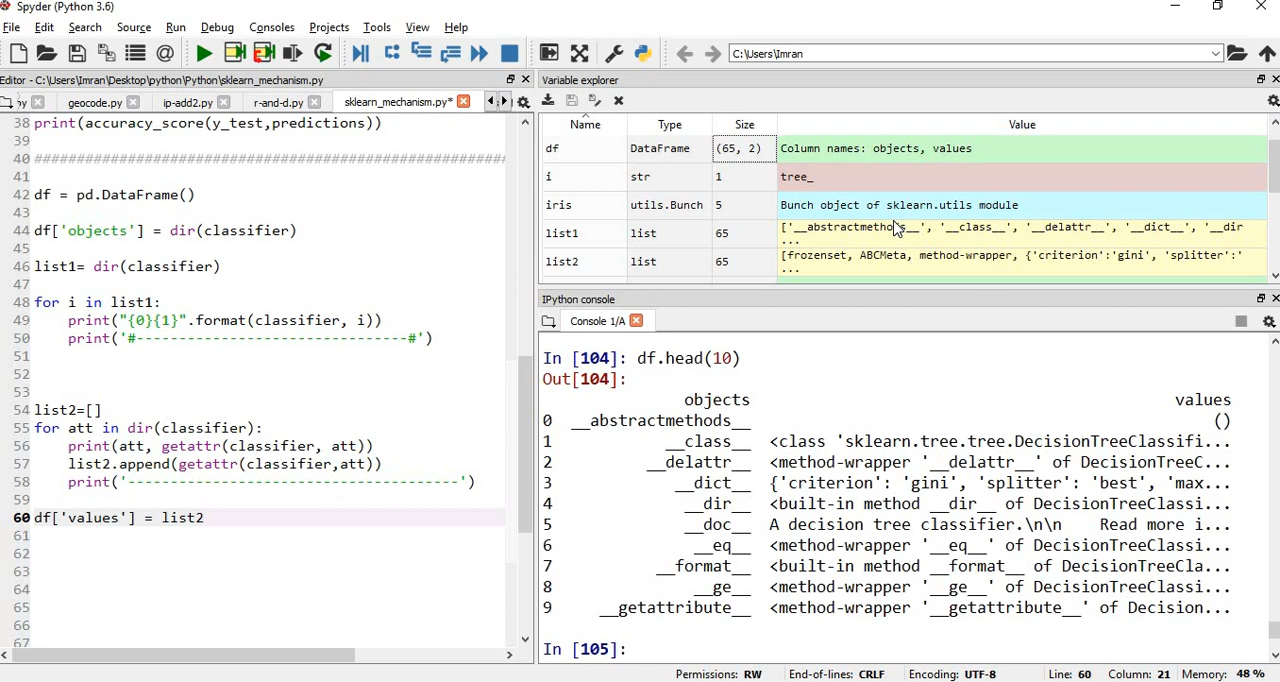 Spyder (Python 3.6)
File Edit Search Source Run Debug Consoles Projects Tools View Help
C:\Users\Imran
Editor - C:\Users\Imran\Desktop\python\Python\sklearn_mechanism.py
geocode.py ip-add2.py r-and-d.py sklearn_mechanism.py*
38 print(accuracy_score(y_test,predictions))
39
40 ########################################################
41
42 df = pd.DataFrame()
43
44 df['objects'] = dir(classifier)
45
46 list1= dir(classifier)
47
48 for i in list1:
49     print("{0}{1}".format(classifier, i))
50     print('#--------------------------------#')
51
52
53
54 list2=[]
55 for att in dir(classifier):
56     print(att, getattr(classifier, att))
57     list2.append(getattr(classifier,att))
58     print('---------------------------------------')
59
60 df['values'] = list2
61
62
63
64
65
66
67
Variable explorer
Name Type Size Value
df DataFrame (65, 2) Column names: objects, values
i str 1 tree_
iris utils.Bunch 5 Bunch object of sklearn.utils module
list1 list 65 ['__abstractmethods__', '__class__', '__delattr__', '__dict__', '__dir
...
list2 list 65 [frozenset, ABCMeta, method-wrapper, {'criterion':'gini', 'splitter':'
...
IPython console
Console 1/A
In [104]: df.head(10)
Out[104]:
objects values
0 __abstractmethods__ ()
1 __class__ <class 'sklearn.tree.tree.DecisionTreeClassifi...
2 __delattr__ <method-wrapper '__delattr__' of DecisionTreeC...
3 __dict__ {'criterion': 'gini', 'splitter': 'best', 'max...
4 __dir__ <built-in method __dir__ of DecisionTreeClassi...
5 __doc__ A decision tree classifier.\n\n    Read more i...
6 __eq__ <method-wrapper '__eq__' of DecisionTreeClassi...
7 __format__ <built-in method __format__ of DecisionTreeCla...
8 __ge__ <method-wrapper '__ge__' of DecisionTreeClassi...
9 __getattribute__ <method-wrapper '__getattribute__' of Decision...
In [105]:
Permissions: RW End-of-lines: CRLF Encoding: UTF-8 Line: 60 Column: 21 Memory: 48 %